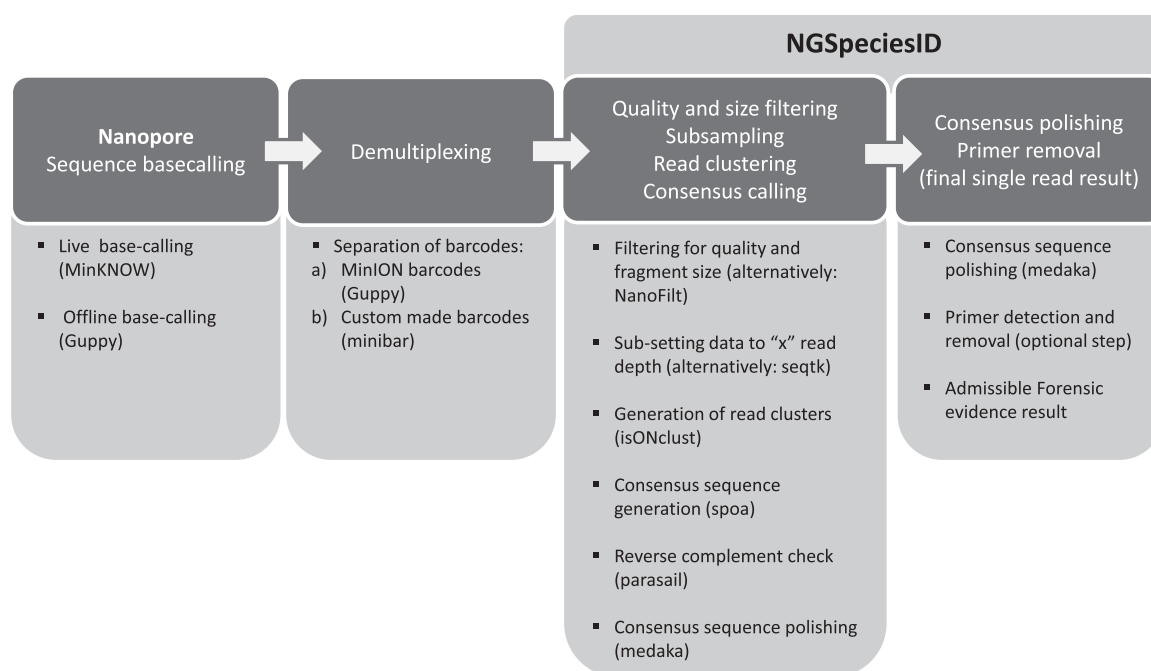 NGSpeciesID
Nanopore
Sequence basecalling
Demultiplexing
Quality and size filtering
Subsampling
Read clustering
Consensus calling
Consensus polishing
Primer removal
(final single read result)
▪ Live base-calling
(MinKNOW)
▪ Offline base-calling
(Guppy)
▪ Separation of barcodes:
a) MinION barcodes
(Guppy)
b) Custom made barcodes
(minibar)
▪ Filtering for quality and
fragment size (alternatively:
NanoFilt)
▪ Sub-setting data to “x” read
depth (alternatively: seqtk)
▪ Generation of read clusters
(isONclust)
▪ Consensus sequence
generation (spoa)
▪ Reverse complement check
(parasail)
▪ Consensus sequence polishing
(medaka)
▪ Consensus sequence
polishing (medaka)
▪ Primer detection and
removal (optional step)
▪ Admissible Forensic
evidence result